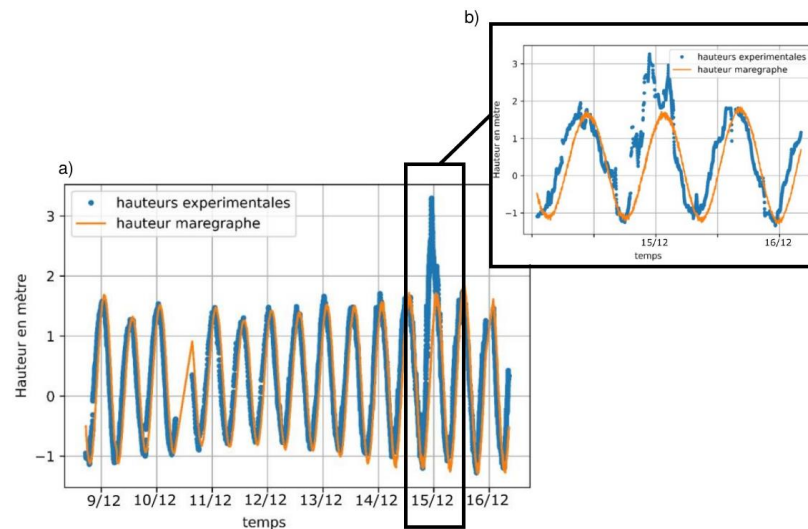 b)
hauteurs experimentales
hauteur maregraphe
Hauteur en mètre
3
2
1
0
−1
15/12
16/12
temps
a)
hauteurs experimentales
hauteur maregraphe
Hauteur en mètre
3
2
1
0
−1
9/12
10/12
11/12
12/12
13/12
14/12
15/12
16/12
temps